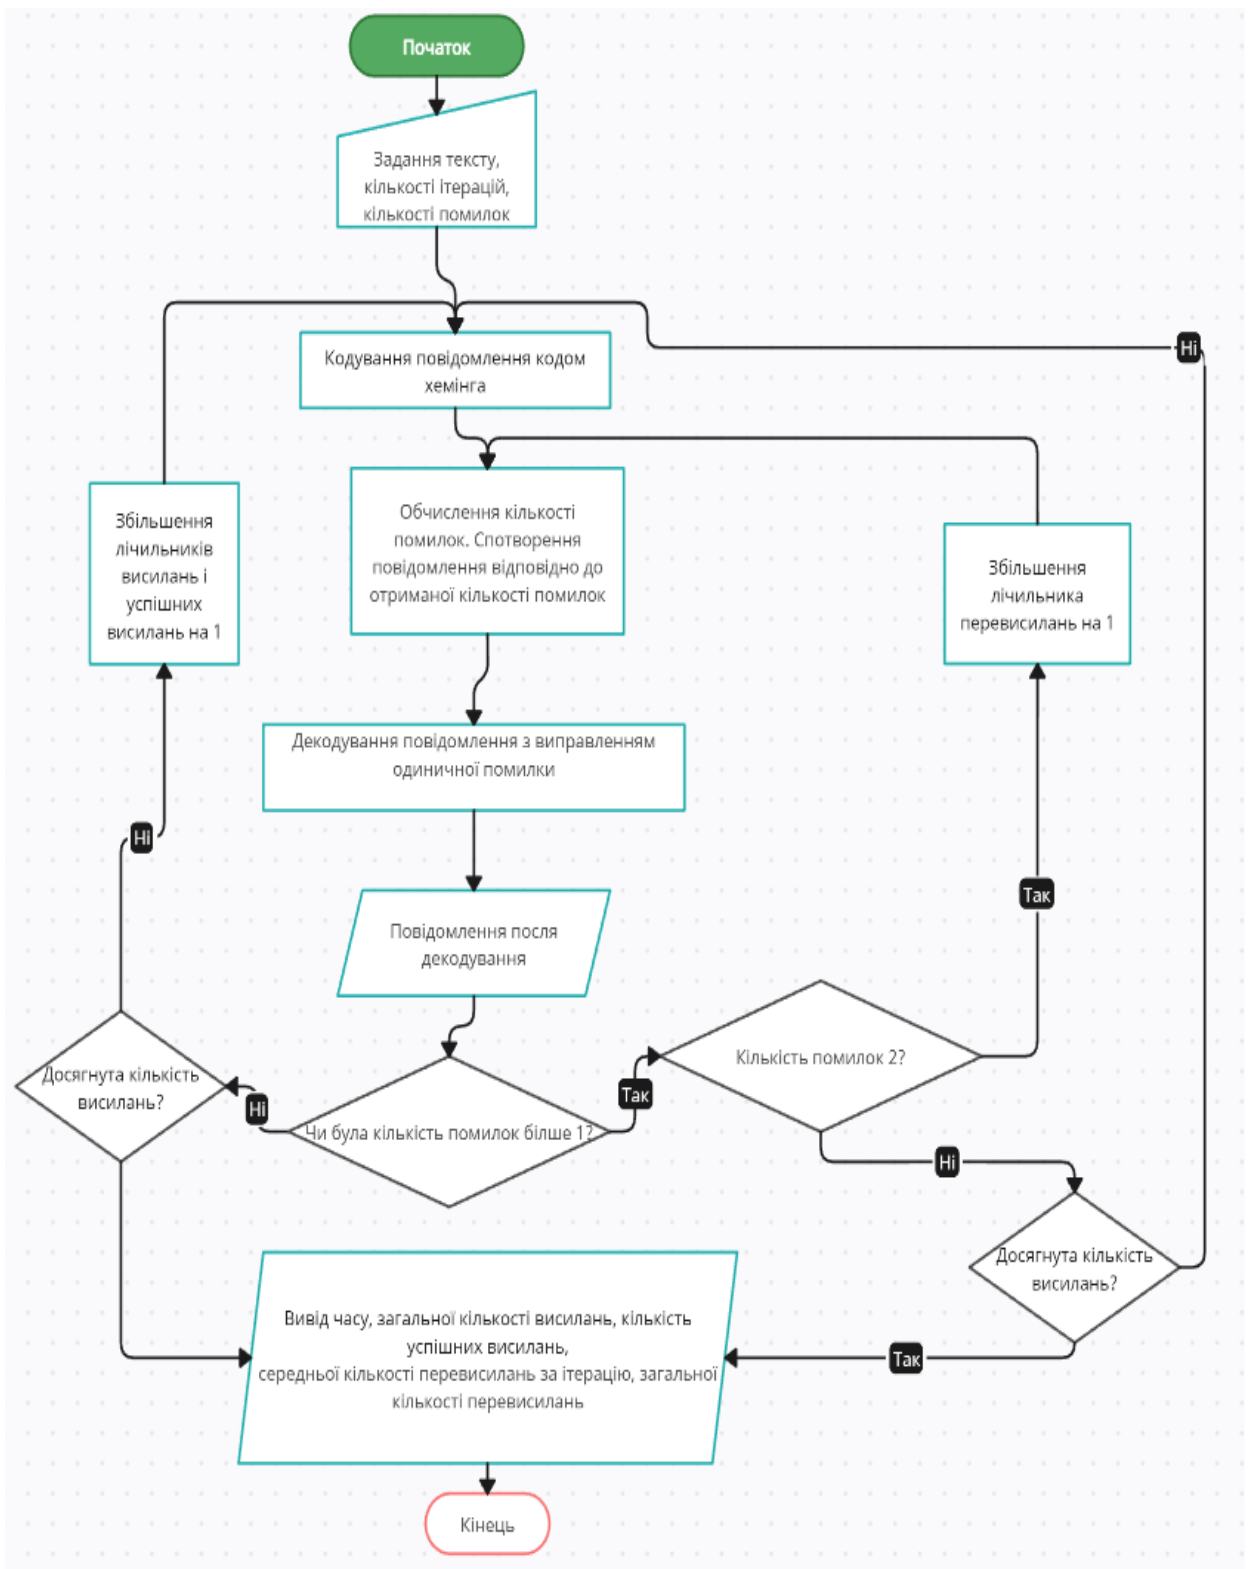 Початок
Задання тексту,
кількості ітерацій,
кількості помилок
Ні
Кодування повідомлення кодом
хемінга
Збільшення
лічильників
висилань і
успішних
висилань на 1
Обчислення кількості
помилок. Спотворення
повідомлення відповідно до
отриманої кількості помилок
Збільшення
лічильника
перевисилань на 1
Декодування повідомлення з виправленням
одиничної помилки
Ні
Так
Повідомлення після
декодування
Досягнута кількість
висилань?
Ні
Чи була кількість помилок білше 1?
Так
Кількість помилок 2?
Ні
Досягнута кількість
висилань?
Так
Вивід часу, загальної кількості висилань, кількість
успішних висилань,
середньої кількості перевисилань за ітерацію, загальної
кількості перевисилань
Кінець